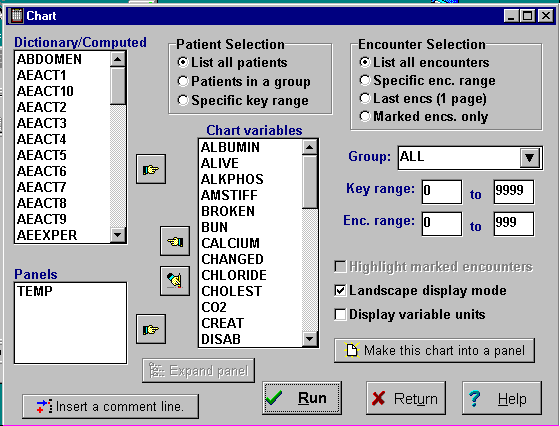 Chart
Dictionary/Computed
ABDOMEN
AEACT1
AEACT10
AEACT2
AEACT3
AEACT4
AEACT5
AEACT6
AEACT7
AEACT8
AEACT9
AEEXPER
Patient Selection
List all patients
Patients in a group
Specific key range
Encounter Selection
List all encounters
Specific enc. range
Last encs (1 page)
Marked encs. only
Chart variables
ALBUMIN
ALIVE
ALKPHOS
AMSTIFF
BROKEN
BUN
CALCIUM
CHANGED
CHLORIDE
CHOLEST
CO2
CREAT
DISAB
Group: ALL
Key range: 0 to 9999
Enc. range: 0 to 999
Panels
TEMP
Highlight marked encounters
Landscape display mode
Display variable units
Make this chart into a panel
Expand panel
Insert a comment line.
Run
Return
? Help